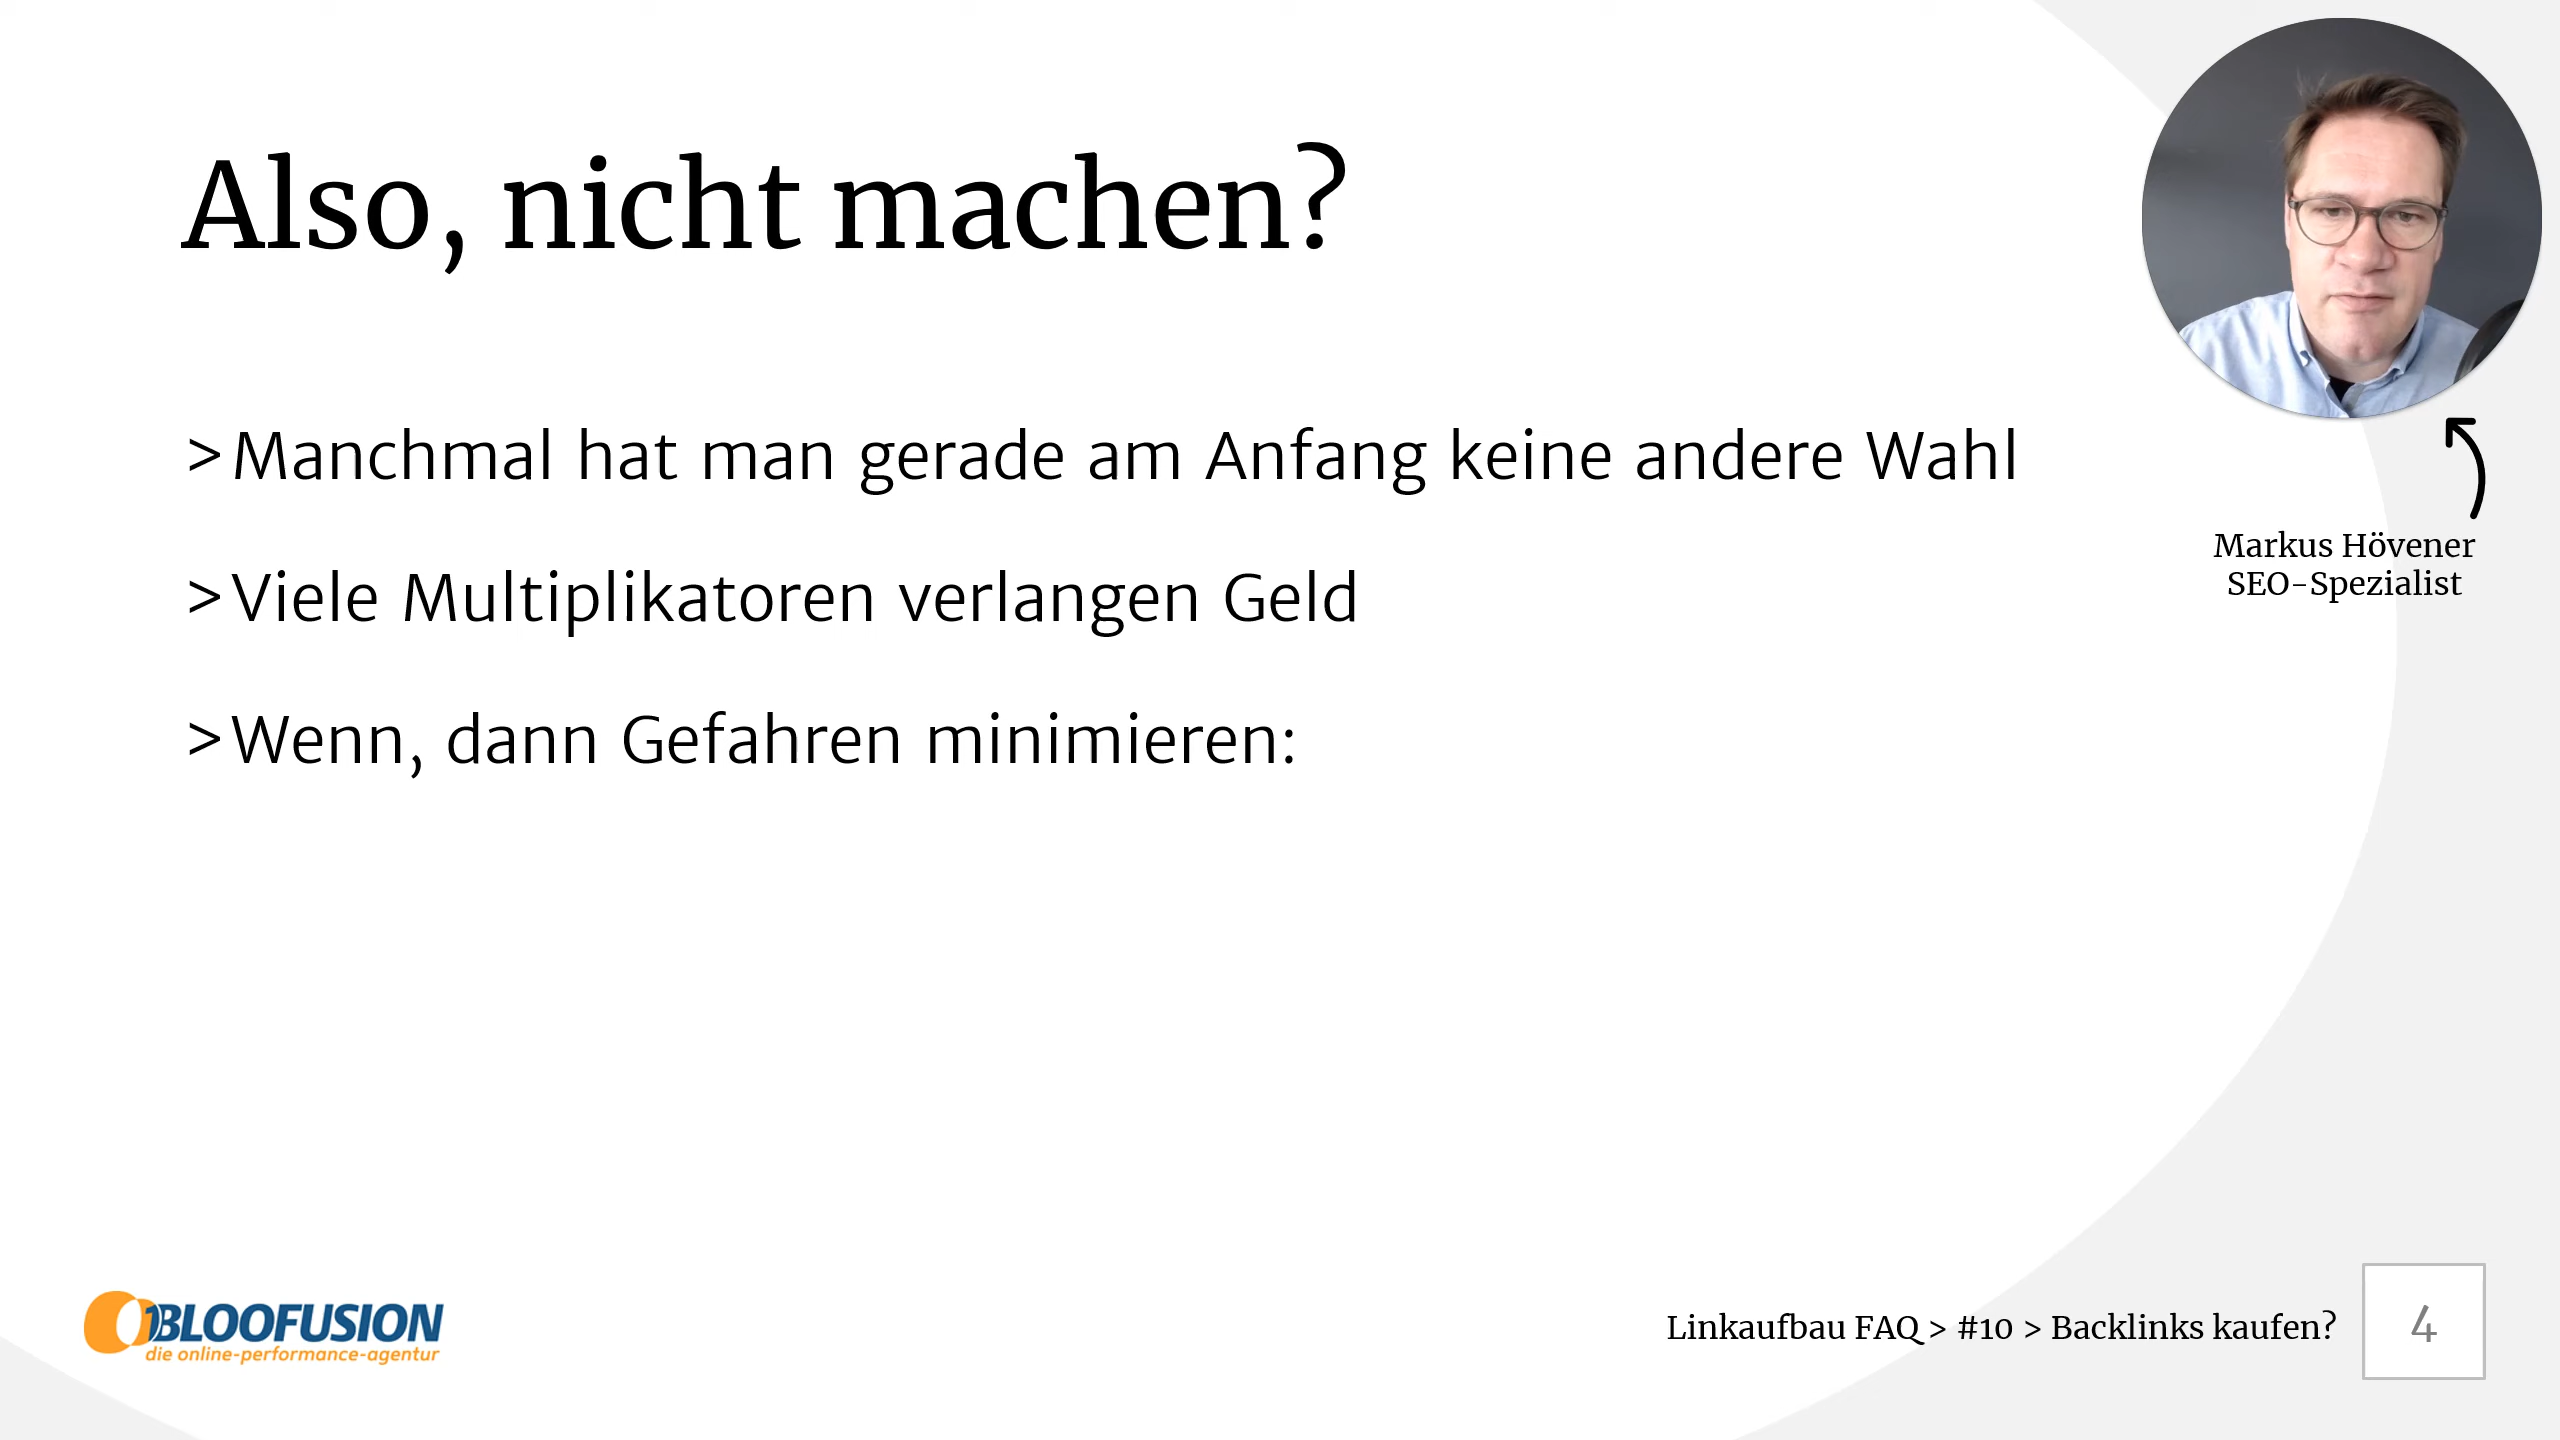 Also, nicht machen?
> Manchmal hat man gerade am Anfang keine andere Wahl
> Viele Multiplikatoren verlangen Geld
> Wenn, dann Gefahren minimieren:
Markus Hövener
SEO-Spezialist
BLOOFUSION
die online-performance-agentur
Linkaufbau FAQ > #10 > Backlinks kaufen?
4